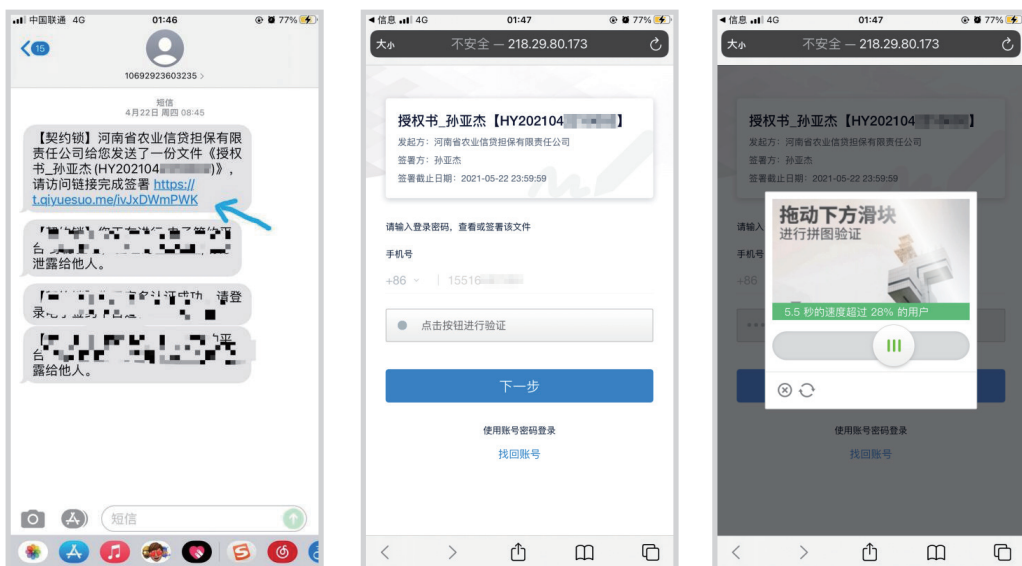 中国联通 4G
01:46
77%
15
10692923603235 >
短信
4月22日 周四 08:45
【契约锁】河南省农业信贷担保有限
责任公司给您发送了一份文件《授权
书_孙亚杰(HY202104)》，
请访问链接完成签署 https://
t.qiyuesuo.me/ivJxDWmPWK
台
泄露给他人。
请登
录
台
露给他人。
短信
信息 4G
01:47
77%
大小
不安全 — 218.29.80.173
授权书_孙亚杰【HY202104】
发起方：河南省农业信贷担保有限责任公司
签署方：孙亚杰
签署截止日期：2021-05-22 23:59:59
请输入登录密码，查看或签署该文件
手机号
+86
15516
点击按钮进行验证
下一步
使用账号密码登录
找回账号
信息 4G
01:47
77%
大小
不安全 — 218.29.80.173
授权书_孙亚杰【HY202104】
发起方：河南省农业信贷担保有限责任公司
签署方：孙亚杰
签署截止日期：2021-05-22 23:59:59
请输入
手机号
+86
拖动下方滑块
进行拼图验证
5.5 秒的速度超过 28% 的用户
使用账号密码登录
找回账号